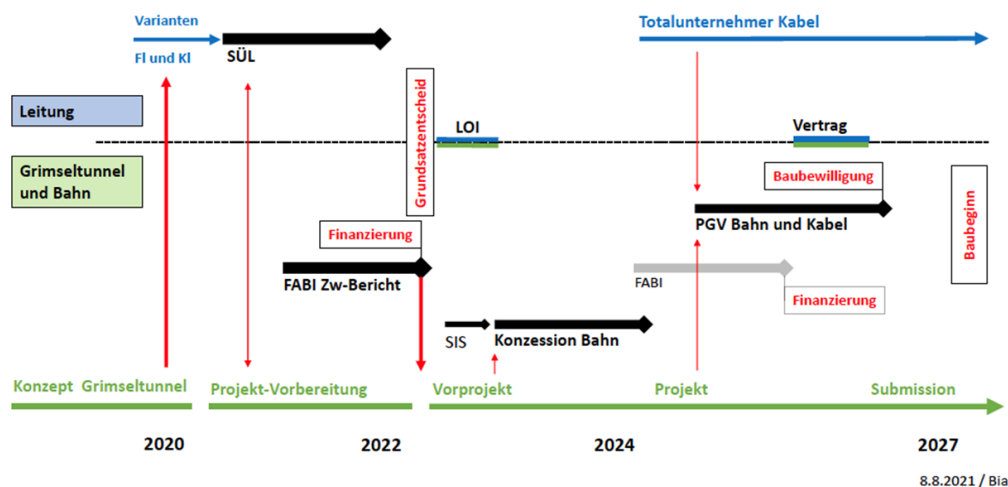 Varianten
Fl und Kl
SÜL
Totalunternehmer Kabel
Leitung
Grundsatzentscheid
LOI
Vertrag
Grimseltunnel
und Bahn
Baubewilligung
PGV Bahn und Kabel
Baubeginn
Finanzierung
FABI Zw-Bericht
FABI
Finanzierung
SIS
Konzession Bahn
Konzept Grimseltunnel
Projekt-Vorbereitung
Vorprojekt
Projekt
Submission
2020
2022
2024
2027
8.8.2021 / Bia